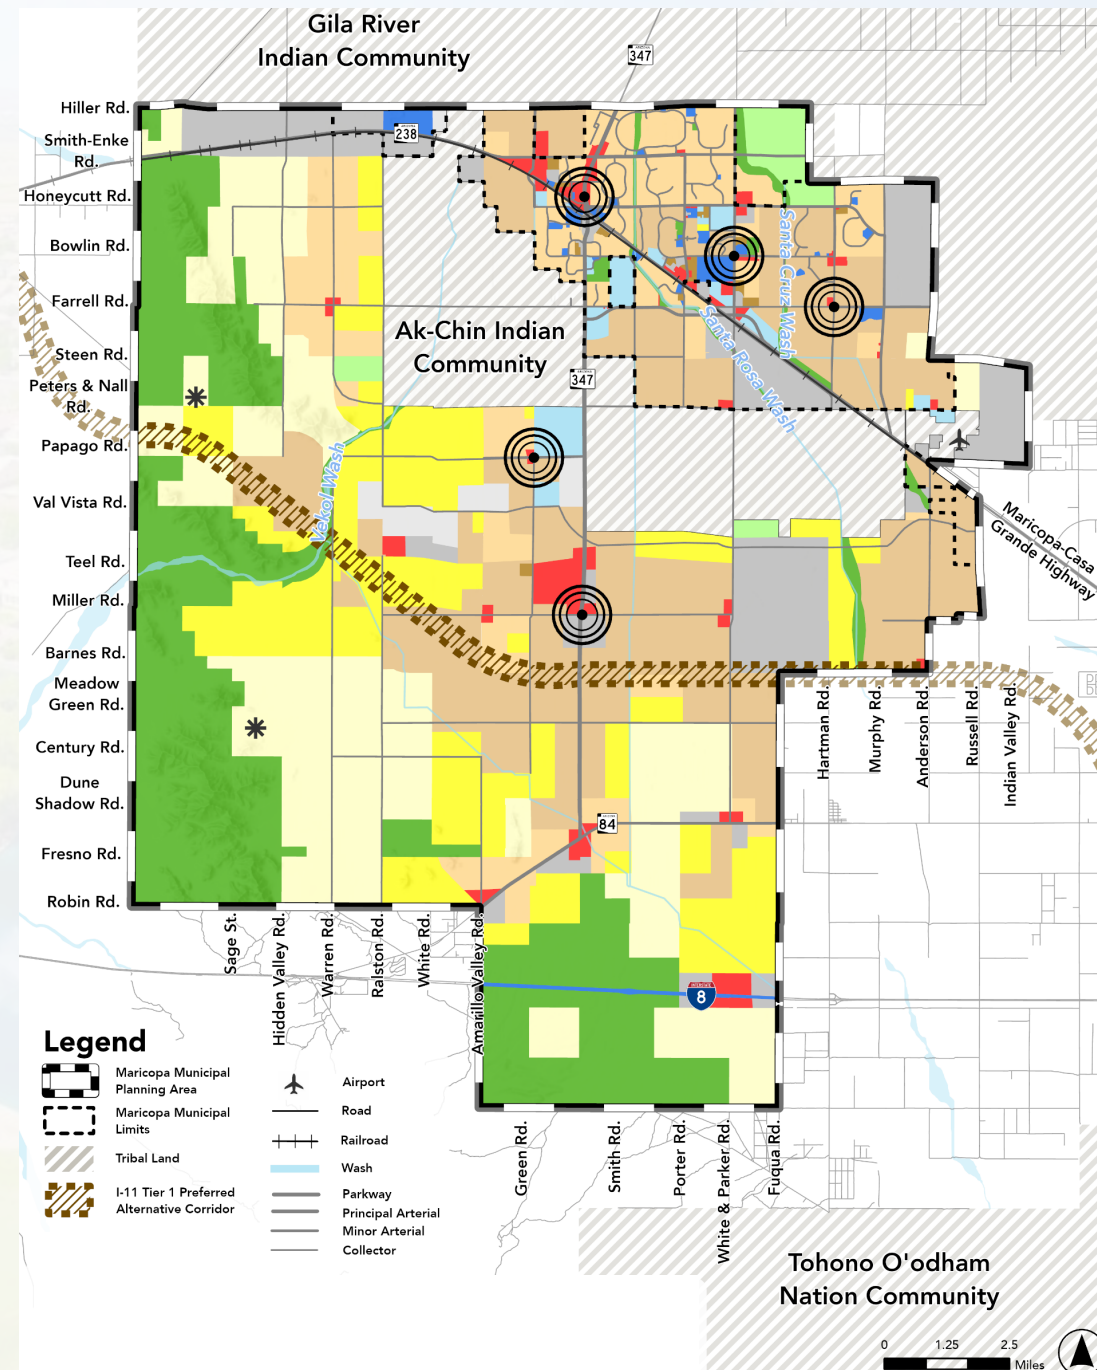 Gila River
Indian Community
ARIZONA
347
Hiller Rd.
Smith-Enke
Rd.
238
Honeycutt Rd.
Bowlin Rd.
Santa Cruz Wash
Farrell Rd.
Ak-Chin Indian
Community
Santa Rosa Wash
Steen Rd.
347
Peters & Nall
Rd.
Papago Rd.
Vekol Wash
Val Vista Rd.
Maricopa-Casa
Grande Highway
Teel Rd.
Miller Rd.
Barnes Rd.
Meadow
Green Rd.
Hartman Rd.
Murphy Rd.
Anderson Rd.
Russell Rd.
Indian Valley Rd.
Century Rd.
Dune
Shadow Rd.
ARIZONA
84
Fresno Rd.
Robin Rd.
Sage St.
Hidden Valley Rd.
Warren Rd.
Ralston Rd.
White Rd.
Amarillo Valley Rd.
INTERSTATE
8
Legend
Maricopa Municipal
Planning Area
Maricopa Municipal
Limits
Tribal Land
I-11 Tier 1 Preferred
Alternative Corridor
Airport
Road
Railroad
Wash
Parkway
Principal Arterial
Minor Arterial
Collector
Green Rd.
Smith Rd.
Porter Rd.
White & Parker Rd.
Fuqua Rd.
Tohono O'odham
Nation Community
0 1.25 2.5
Miles